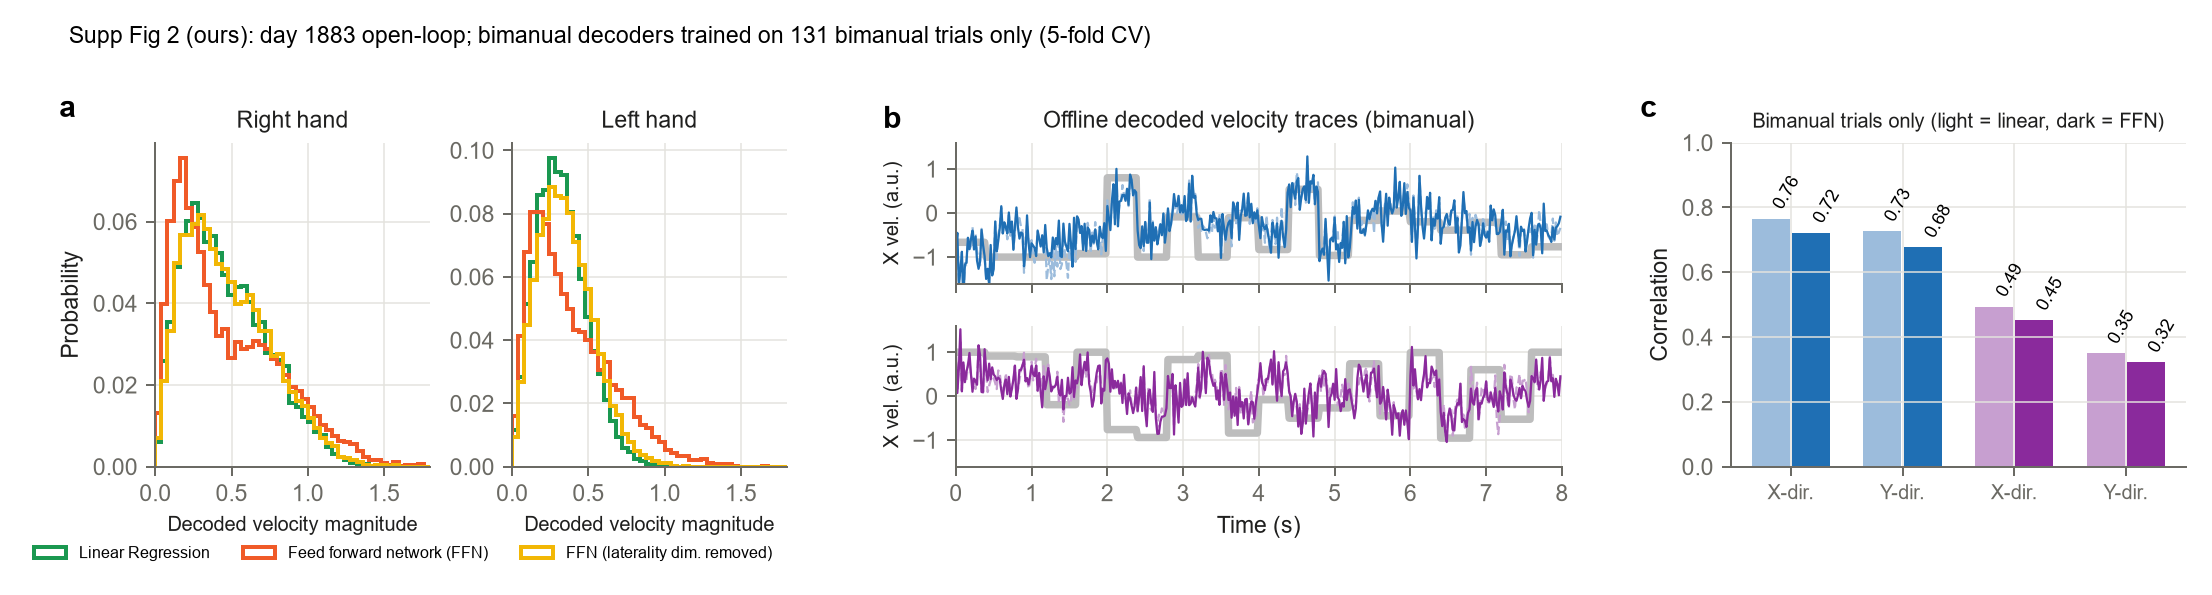 Supp Fig 2 (ours): day 1883 open-loop; bimanual decoders trained on 131 bimanual trials only (5-fold CV)
a
Right hand
Probability
0.06
0.04
0.02
0.00
0.0 0.5 1.0 1.5
Decoded velocity magnitude
Left hand
0.10
0.08
0.06
0.04
0.02
0.00
0.0 0.5 1.0 1.5
Decoded velocity magnitude
Linear Regression
Feed forward network (FFN)
FFN (laterality dim. removed)
b
Offline decoded velocity traces (bimanual)
X vel. (a.u.)
1
0
−1
X vel. (a.u.)
1
0
−1
0 1 2 3 4 5 6 7 8
Time (s)
c
Bimanual trials only (light = linear, dark = FFN)
Correlation
1.0
0.8
0.6
0.4
0.2
0.0
0.76
0.72
0.73
0.68
0.49
0.45
0.35
0.32
X-dir. Y-dir. X-dir. Y-dir.